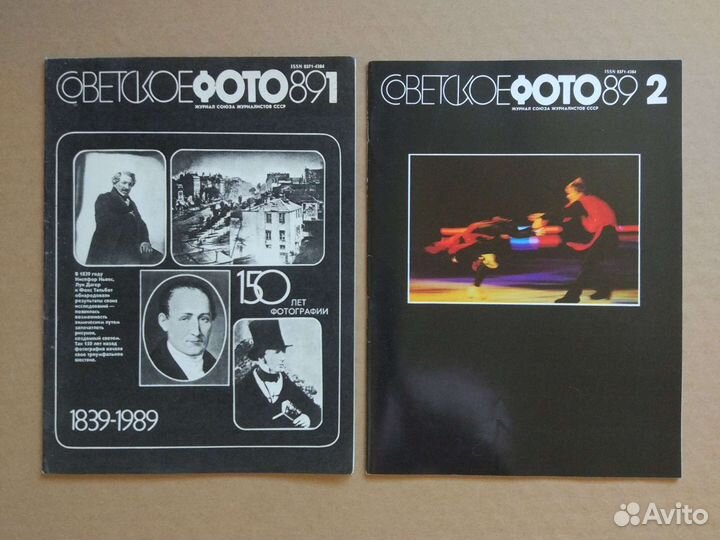 ISSN 0371-4284
СОВЕТСКОЕ ФОТО 89 1
ЖУРНАЛ СОЮЗА ЖУРНАЛИСТОВ СССР
В 1839 году
Нисефор Ньепс,
Луи Дагер
и Фокс Тальбот
обнародовали
результаты своих
исследований —
появилась
возможность
химическим путем
запечатлеть
рисунок,
созданный светом.
Так 150 лет назад
фотография начала
свое триумфальное
шествие.
150
ЛЕТ
ФОТОГРАФИИ
1839-1989
ISSN 0371-4284
СОВЕТСКОЕ ФОТО 89 2
ЖУРНАЛ СОЮЗА ЖУРНАЛИСТОВ СССР
Avito